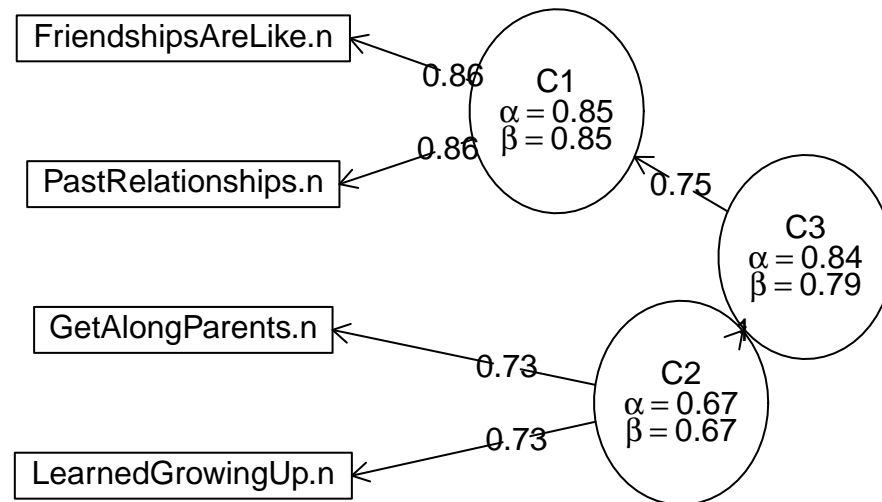 FriendshipsAreLike.n
0.86
C1
α = 0.85
β = 0.85
0.86
PastRelationships.n
0.75
C3
α = 0.84
β = 0.79
GetAlongParents.n
1
0.73
C2
α = 0.67
β = 0.67
0.73
LearnedGrowingUp.n